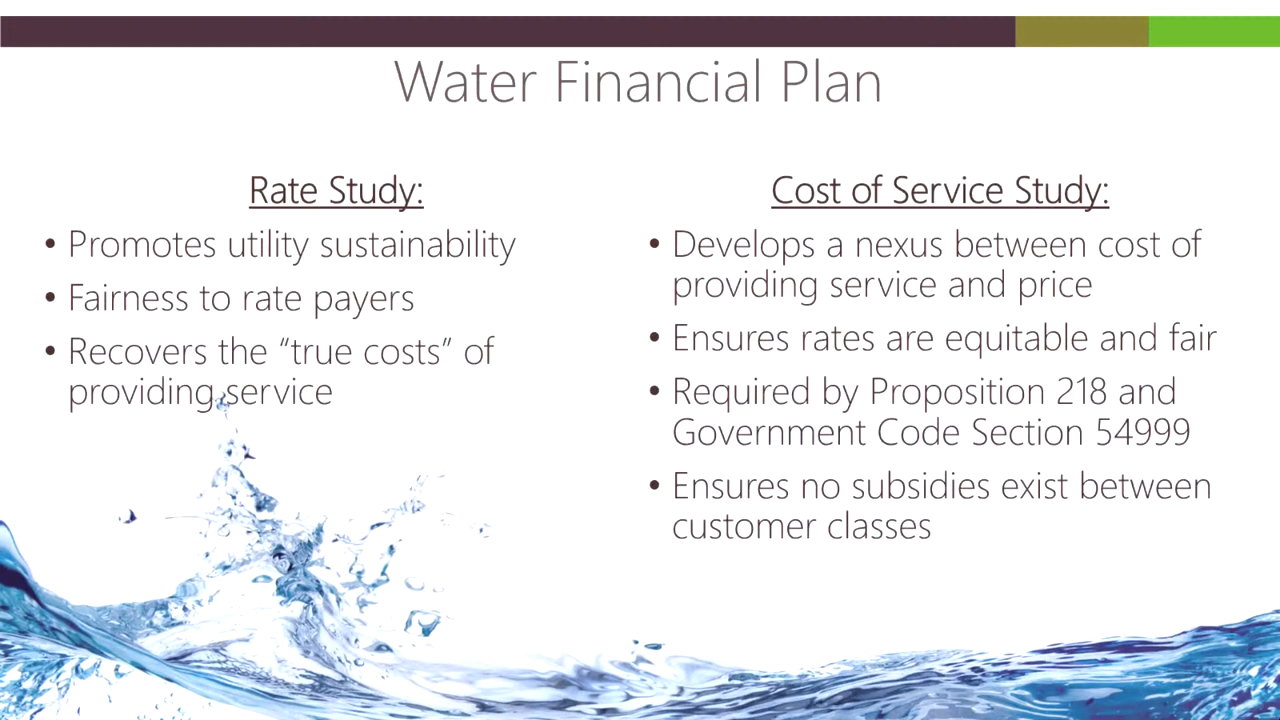 Water Financial Plan
Rate Study:
• Promotes utility sustainability
• Fairness to rate payers
• Recovers the “true costs” of
providing service
Cost of Service Study:
• Develops a nexus between cost of
providing service and price
• Ensures rates are equitable and fair
• Required by Proposition 218 and
Government Code Section 54999
• Ensures no subsidies exist between
customer classes